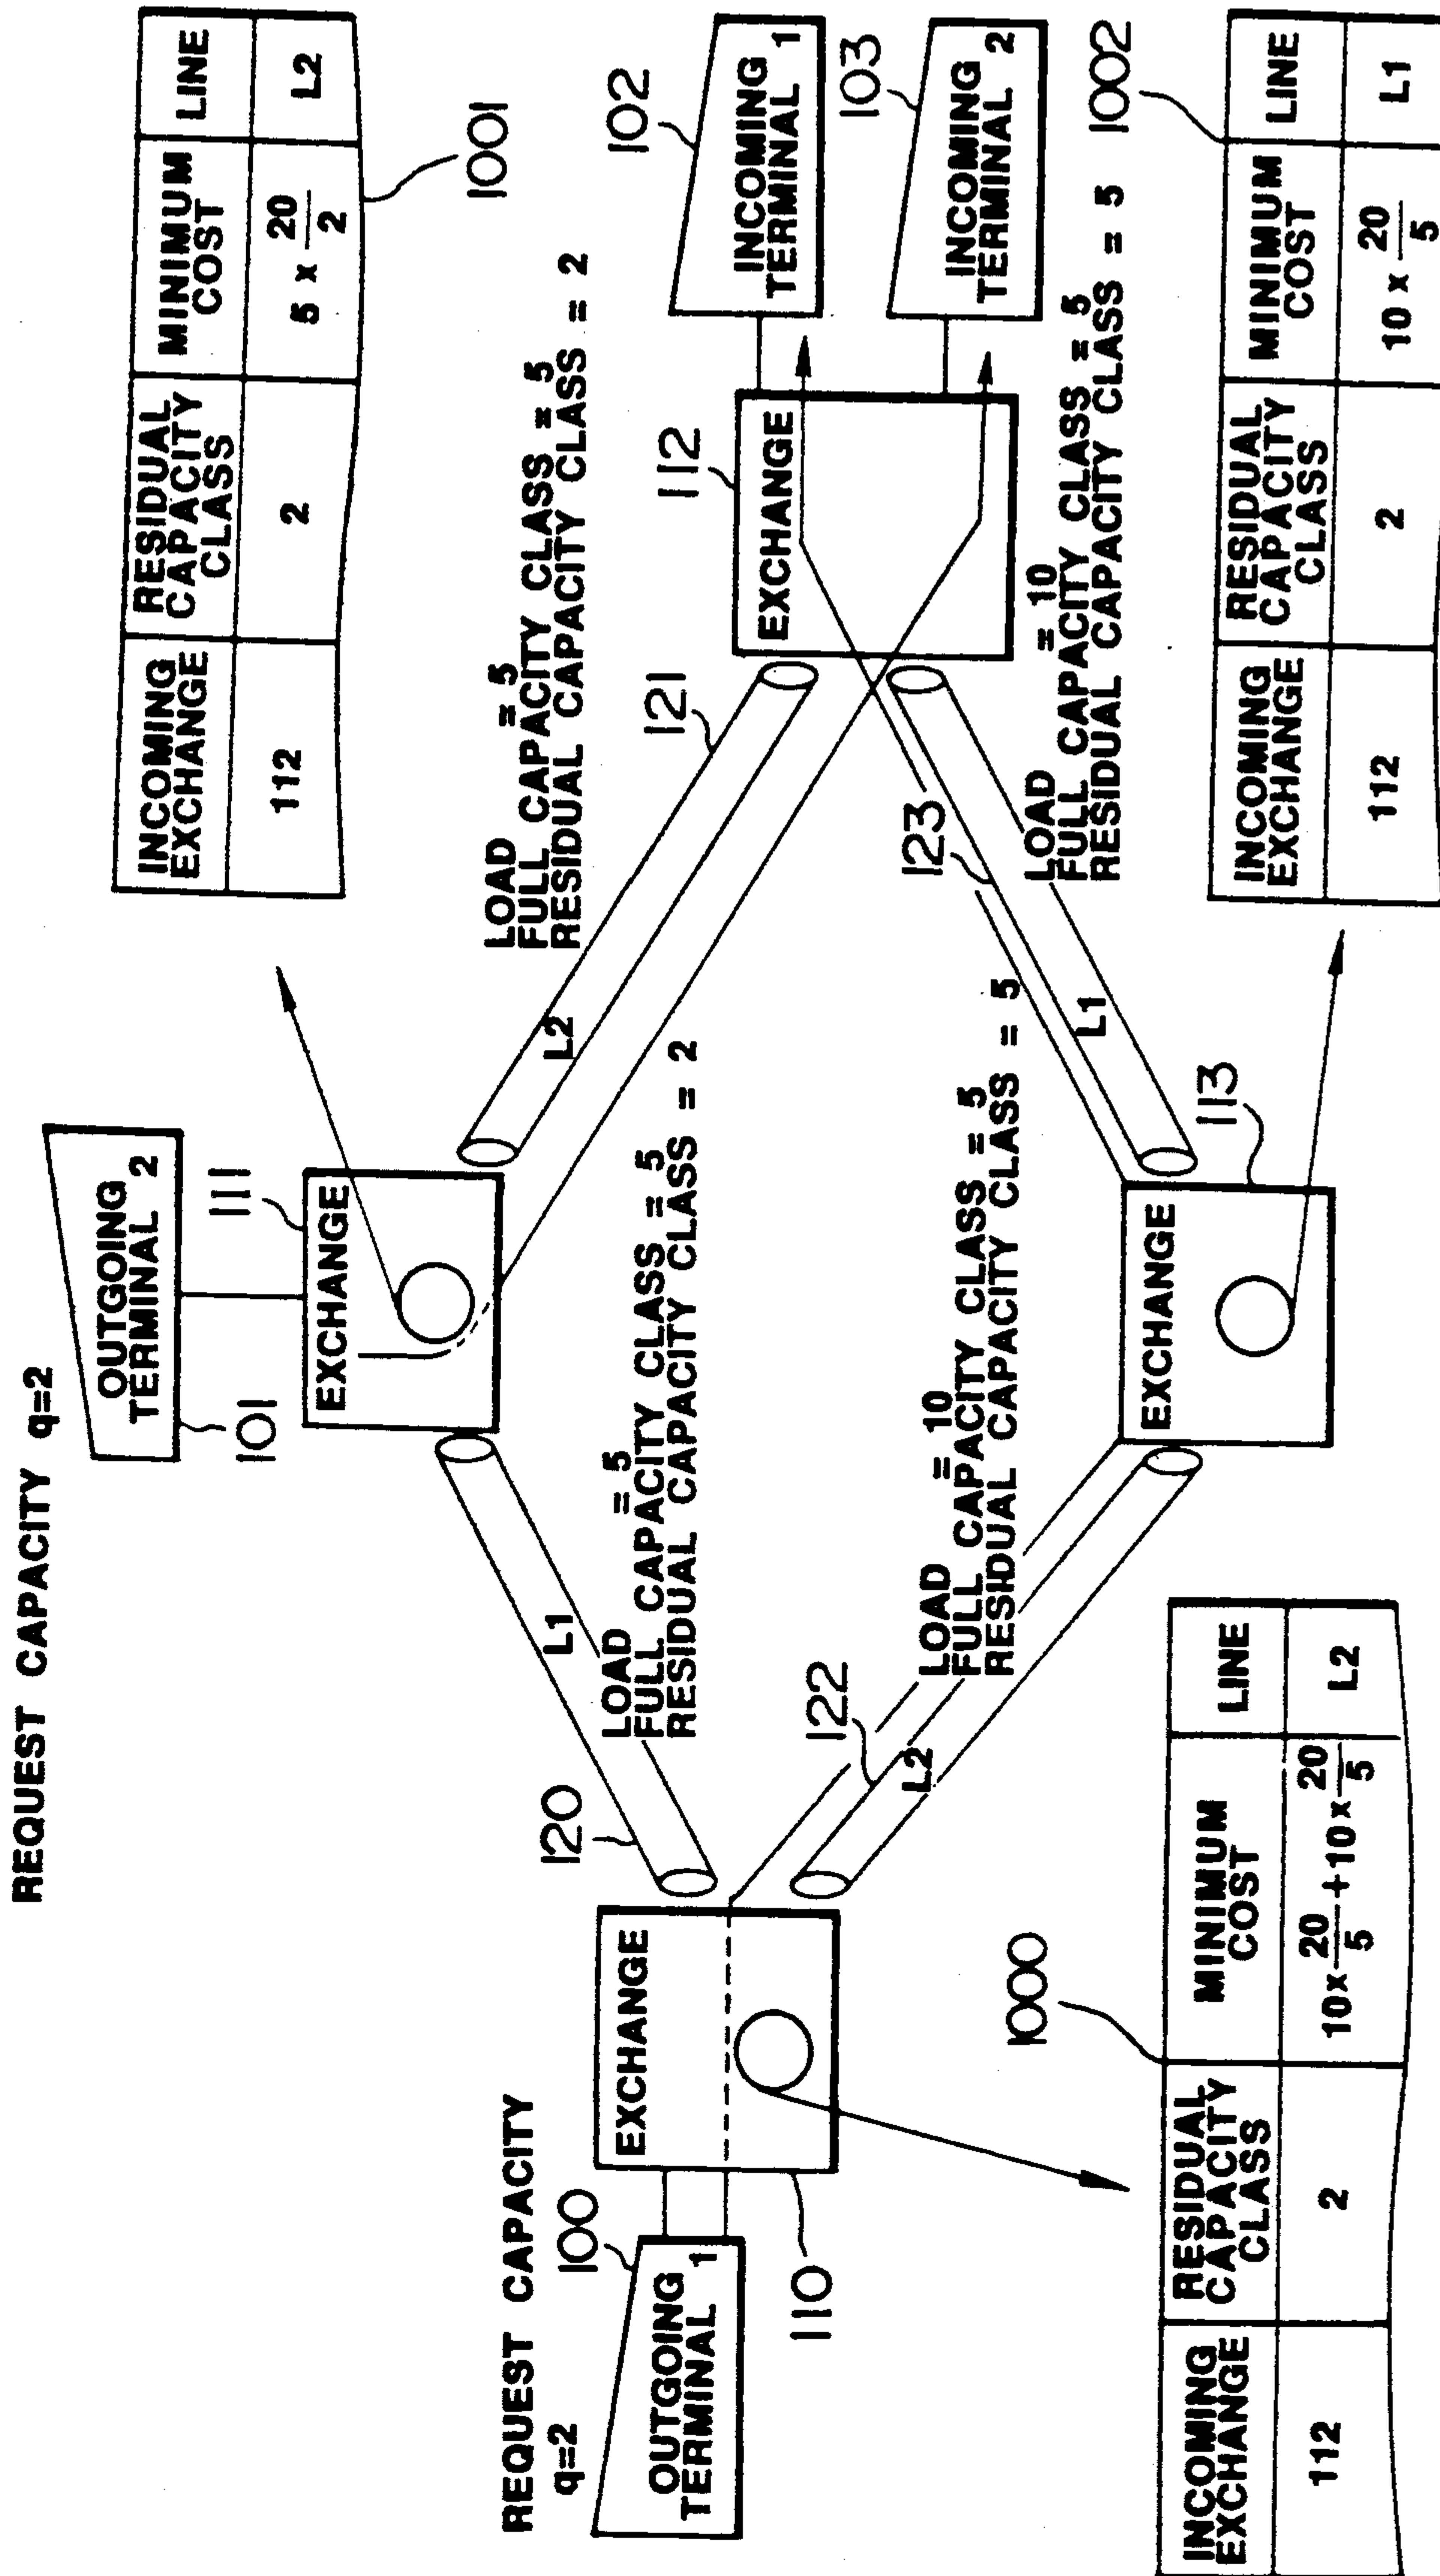 REQUEST CAPACITY q=2
OUTGOING
TERMINAL 2
101
EXCHANGE
111
INCOMING
EXCHANGE
RESIDUAL
CAPACITY
CLASS
MINIMUM
COST
LINE
112
2
5 x 20/2
L2
1001
REQUEST CAPACITY
q=2
OUTGOING
TERMINAL 1
100
EXCHANGE
110
120
L1
LOAD
= 5
FULL CAPACITY CLASS = 5
RESIDUAL CAPACITY CLASS = 2
L2
121
LOAD
= 5
FULL CAPACITY CLASS = 5
RESIDUAL CAPACITY CLASS = 2
EXCHANGE
112
INCOMING
TERMINAL 1
102
INCOMING
TERMINAL 2
103
122
L2
LOAD
= 10
FULL CAPACITY CLASS = 5
RESIDUAL CAPACITY CLASS = 5
123
L1
LOAD
= 10
FULL CAPACITY CLASS = 5
RESIDUAL CAPACITY CLASS = 5
EXCHANGE
113
1000
INCOMING
EXCHANGE
RESIDUAL
CAPACITY
CLASS
MINIMUM
COST
LINE
112
2
10x 20/5 +10x 20/5
L2
1002
INCOMING
EXCHANGE
RESIDUAL
CAPACITY
CLASS
MINIMUM
COST
LINE
112
2
10 x 20/5
L1